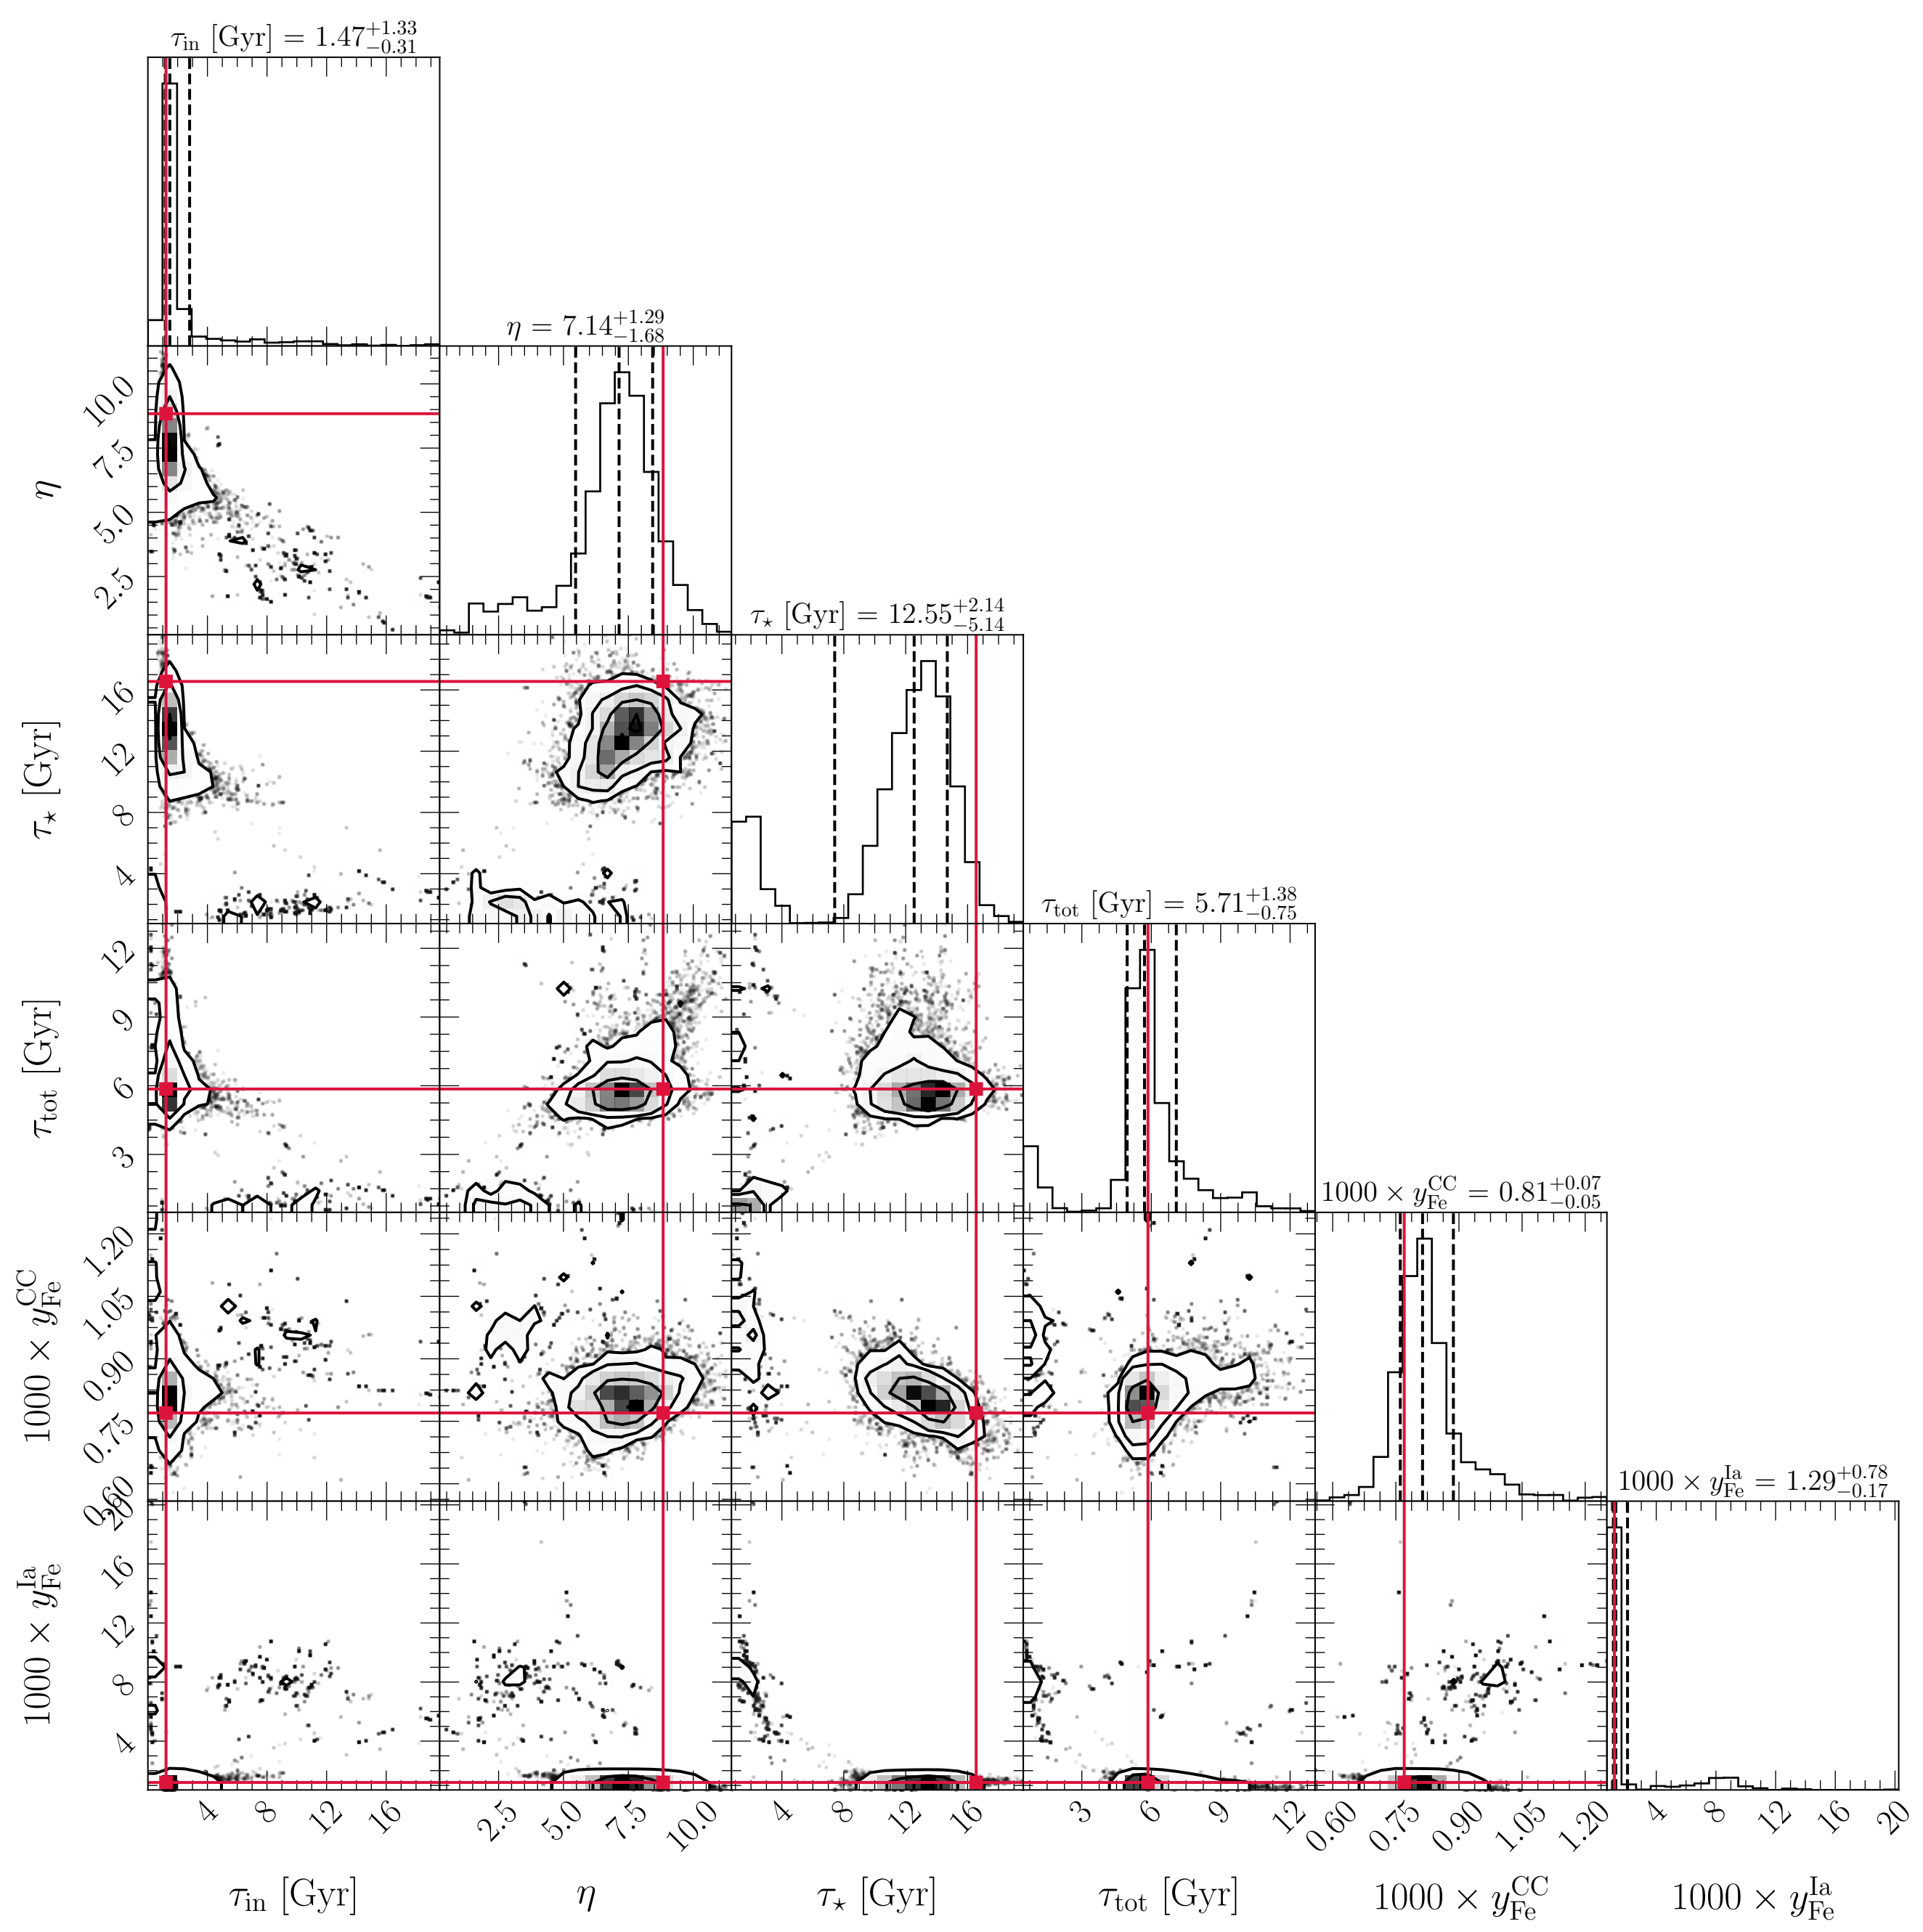 τ_in [Gyr] = 1.47^{+1.33}_{−0.31}
η = 7.14^{+1.29}_{−1.68}
10.0
7.5
5.0
2.5
η
τ_⋆ [Gyr] = 12.55^{+2.14}_{−5.14}
16
12
8
4
τ_⋆ [Gyr]
τ_tot [Gyr] = 5.71^{+1.38}_{−0.75}
12
9
6
3
τ_tot [Gyr]
1000 × y_Fe^CC = 0.81^{+0.07}_{−0.05}
1.20
1.05
0.90
0.75
0.60
1000 × y_Fe^CC
1000 × y_Fe^Ia = 1.29^{+0.78}_{−0.17}
20
16
12
8
4
1000 × y_Fe^Ia
4 8 12 16 2.5 5.0 7.5 10.0 4 8 12 16 3 6 9 12 0.60 0.75 0.90 1.05 1.20 4 8 12 16 20
τ_in [Gyr] η τ_⋆ [Gyr] τ_tot [Gyr] 1000 × y_Fe^CC 1000 × y_Fe^Ia